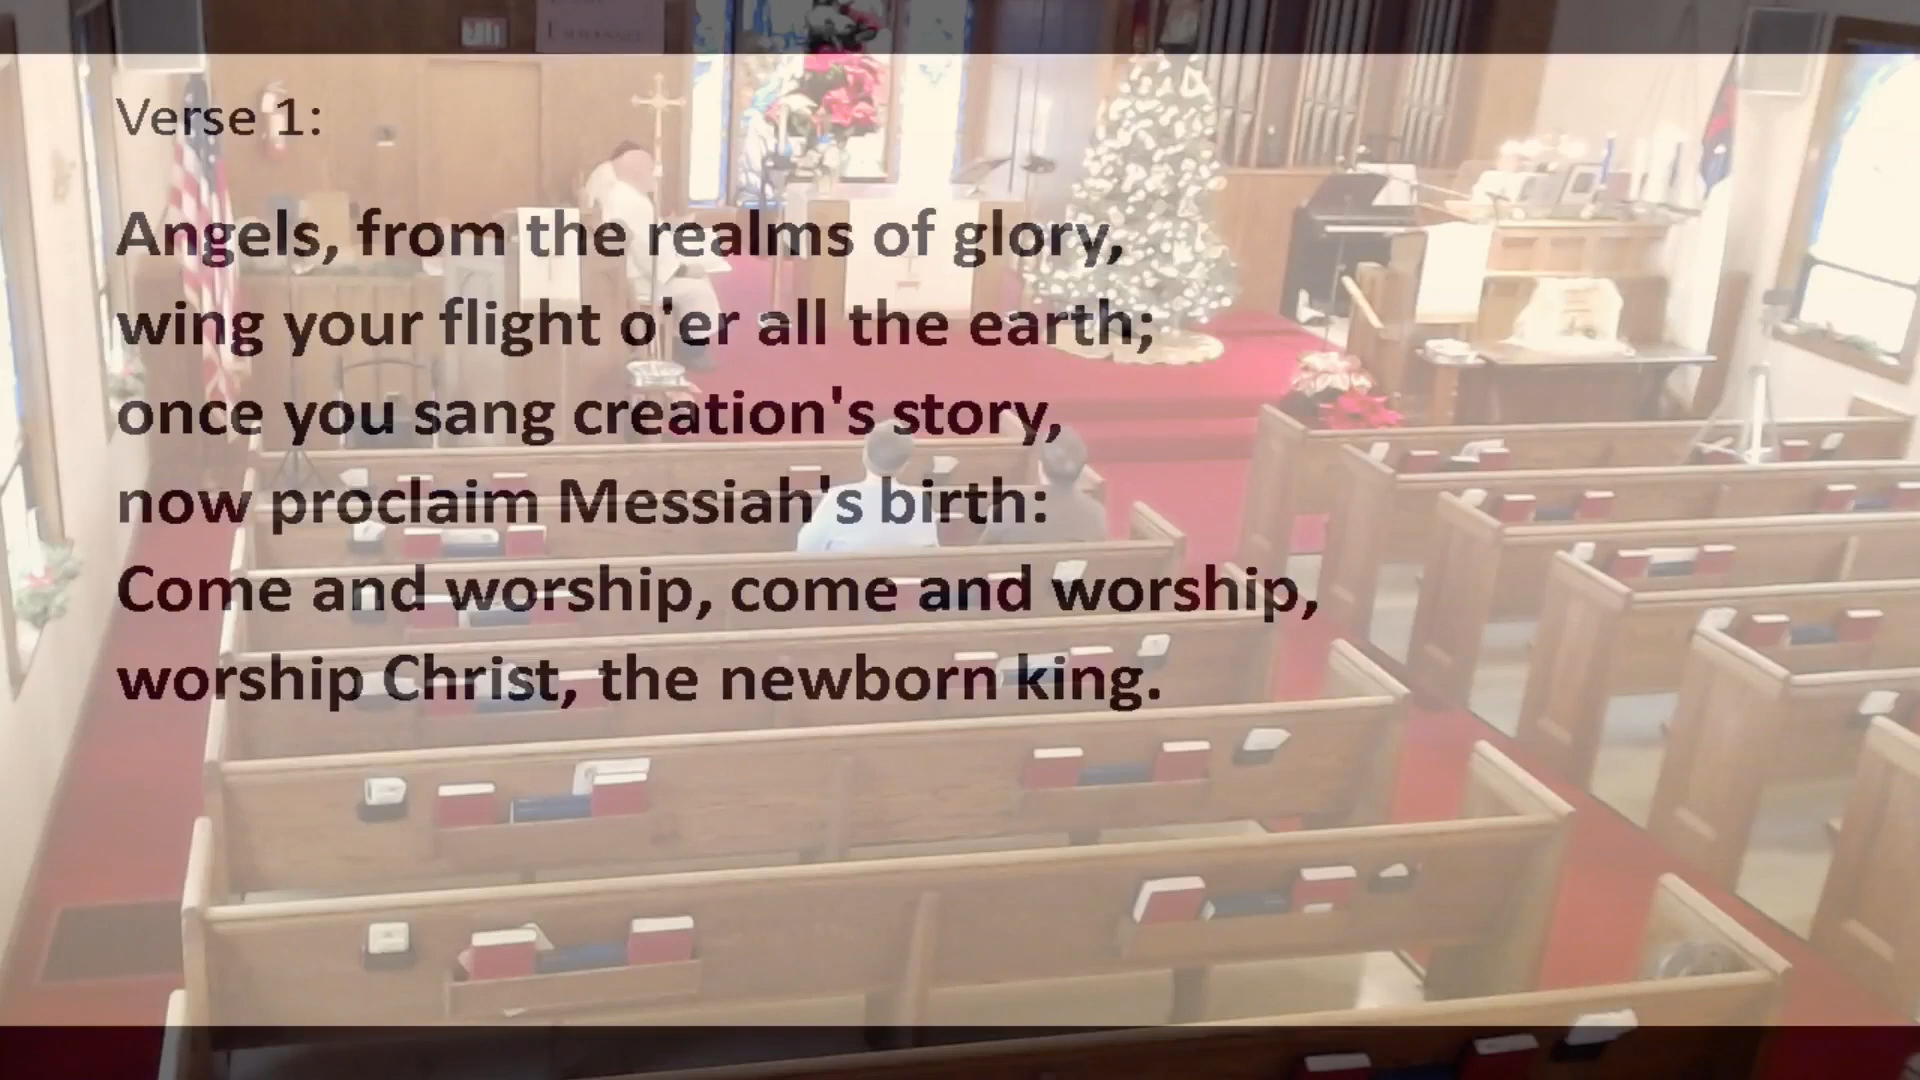 Verse 1:
Angels, from the realms of glory,
wing your flight o'er all the earth;
once you sang creation's story,
now proclaim Messiah's birth:
Come and worship, come and worship,
worship Christ, the newborn king.